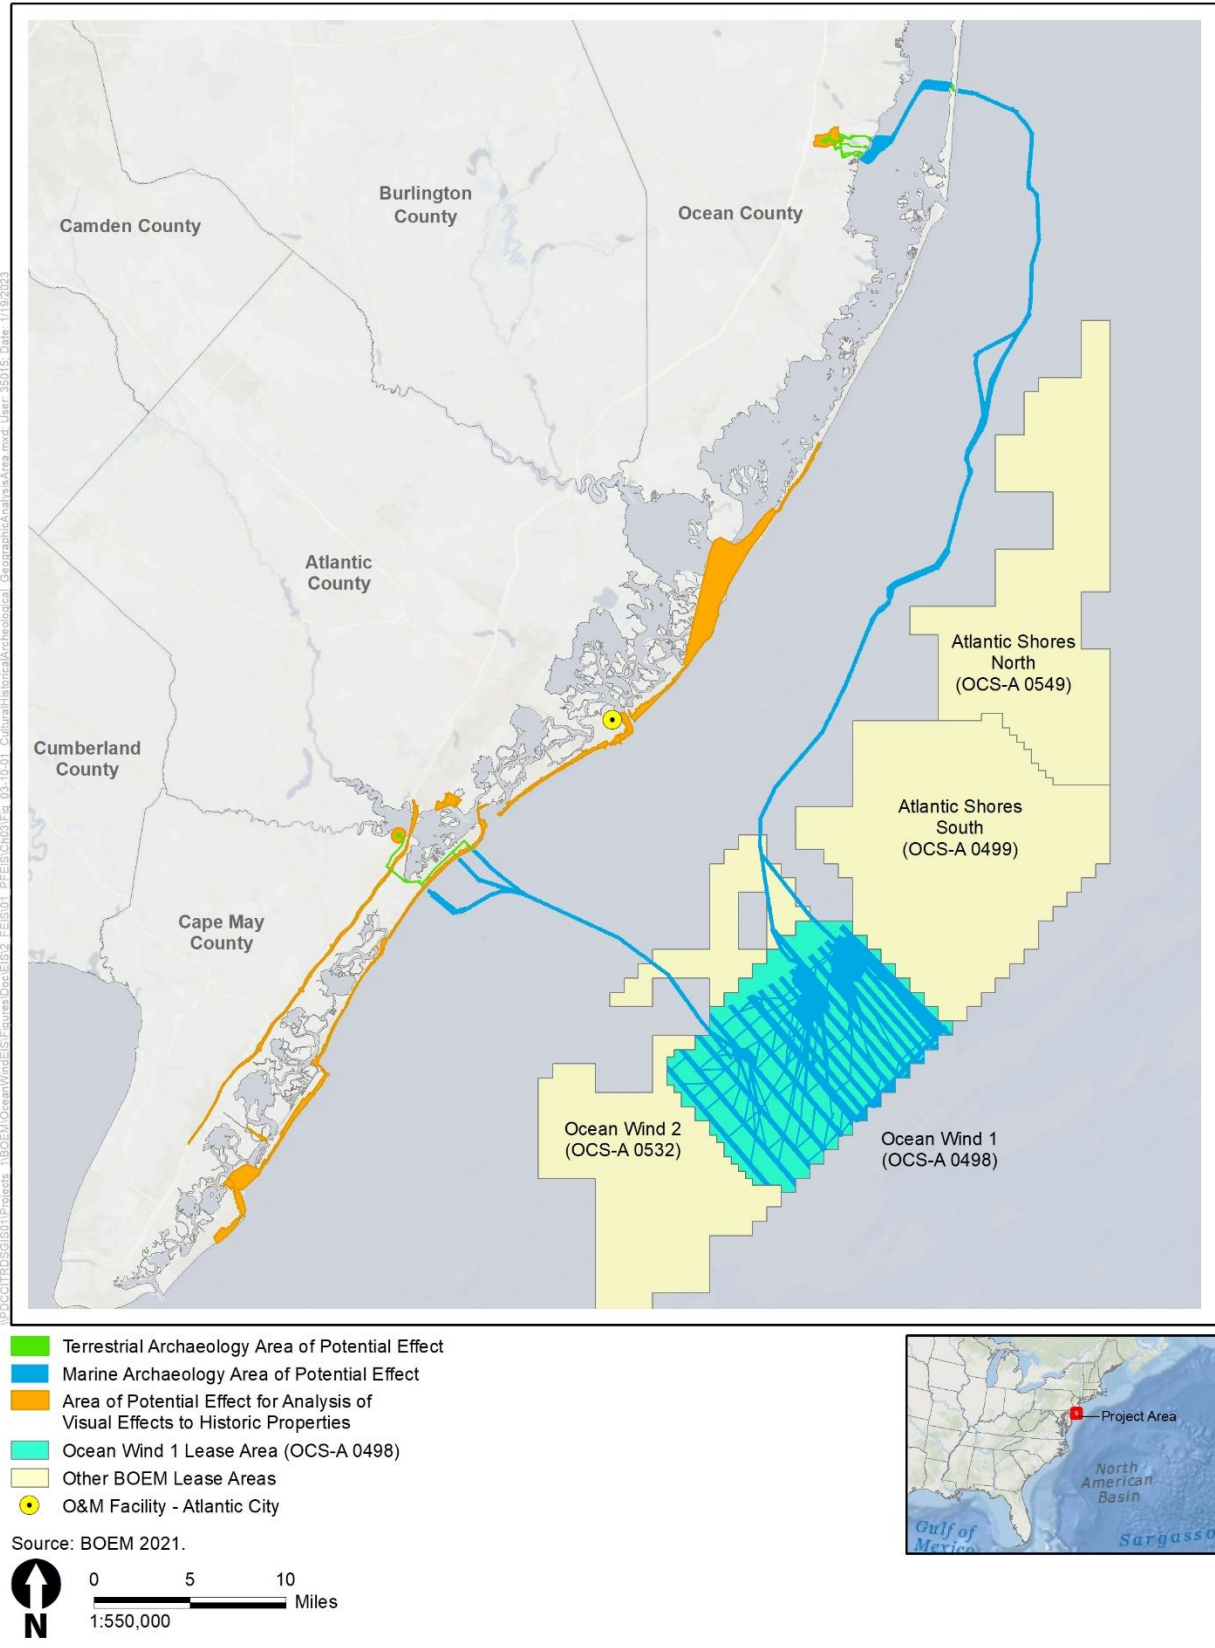 Camden County
Burlington
County
Ocean County
Atlantic
County
Cumberland
County
Cape May
County
Atlantic Shores
North
(OCS-A 0549)
Atlantic Shores
South
(OCS-A 0499)
Ocean Wind 2
(OCS-A 0532)
Ocean Wind 1
(OCS-A 0498)
Terrestrial Archaeology Area of Potential Effect
Marine Archaeology Area of Potential Effect
Area of Potential Effect for Analysis of
Visual Effects to Historic Properties
Ocean Wind 1 Lease Area (OCS-A 0498)
Other BOEM Lease Areas
O&M Facility - Atlantic City
Source: BOEM 2021.
N
0 5 10
Miles
1:550,000
Project Area
North
American
Basin
Gulf of
Mexico
Sargasso